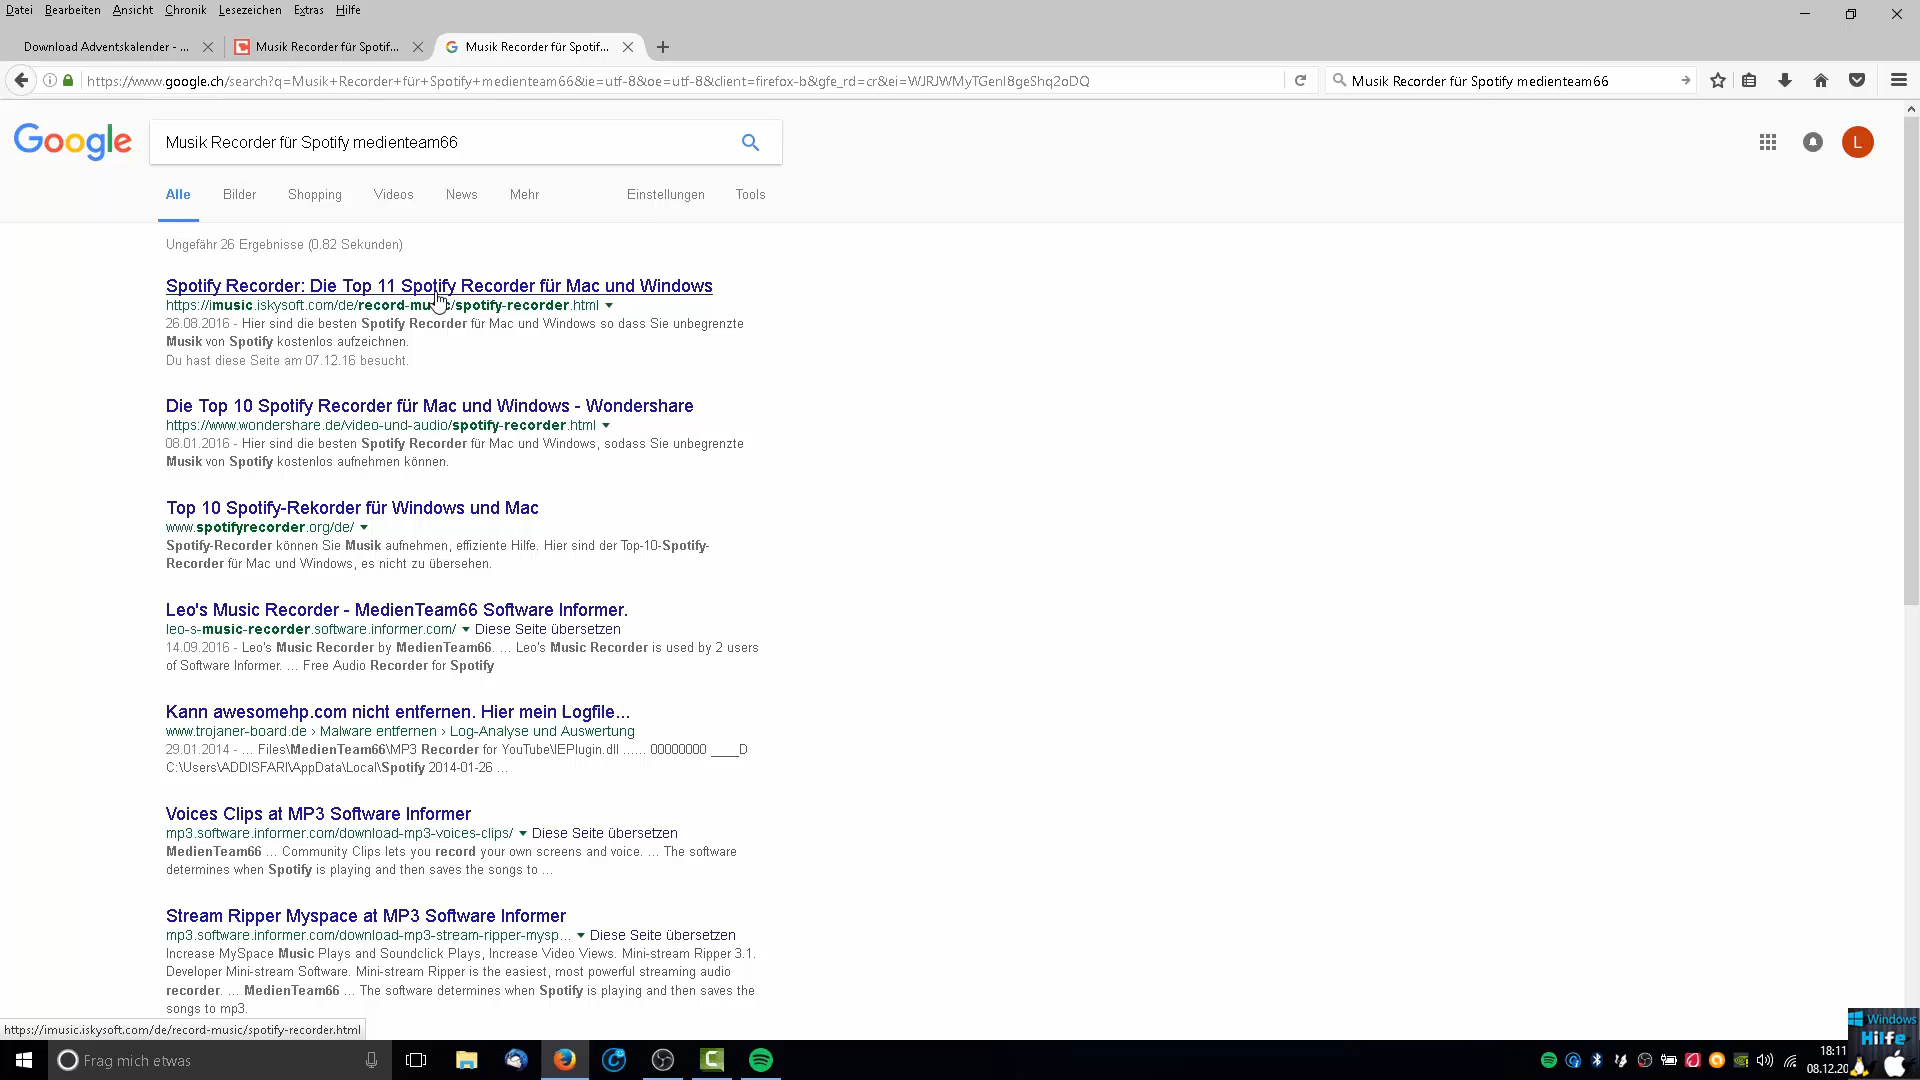 Datei Bearbeiten Ansicht Chronik Lesezeichen Extras Hilfe
Download Adventskalender - ...
Musik Recorder für Spotif...
Musik Recorder für Spotif...
https://www.google.ch/search?q=Musik+Recorder+für+Spotify+medienteam66&ie=utf-8&oe=utf-8&client=firefox-b&gfe_rd=cr&ei=WJRJWMyTGenI8geShq2oDQ
Musik Recorder für Spotify medienteam66
Google
Musik Recorder für Spotify medienteam66
L
Alle Bilder Shopping Videos News Mehr Einstellungen Tools
Ungefähr 26 Ergebnisse (0.82 Sekunden)
Spotify Recorder: Die Top 11 Spotify Recorder für Mac und Windows
https://imusic.iskysoft.com/de/record-music/spotify-recorder.html
26.08.2016 - Hier sind die besten Spotify Recorder für Mac und Windows so dass Sie unbegrenzte
Musik von Spotify kostenlos aufzeichnen.
Du hast diese Seite am 07.12.16 besucht.
Die Top 10 Spotify Recorder für Mac und Windows - Wondershare
https://www.wondershare.de/video-und-audio/spotify-recorder.html
08.01.2016 - Hier sind die besten Spotify Recorder für Mac und Windows, sodass Sie unbegrenzte
Musik von Spotify kostenlos aufnehmen können.
Top 10 Spotify-Rekorder für Windows und Mac
www.spotifyrecorder.org/de/
Spotify-Recorder können Sie Musik aufnehmen, effiziente Hilfe. Hier sind der Top-10-Spotify-
Recorder für Mac und Windows, es nicht zu übersehen.
Leo's Music Recorder - MedienTeam66 Software Informer.
leo-s-music-recorder.software.informer.com/ Diese Seite übersetzen
14.09.2016 - Leo's Music Recorder by MedienTeam66. ... Leo's Music Recorder is used by 2 users
of Software Informer. ... Free Audio Recorder for Spotify
Kann awesomehp.com nicht entfernen. Hier mein Logfile...
www.trojaner-board.de › Malware entfernen › Log-Analyse und Auswertung
29.01.2014 - ... Files\MedienTeam66\MP3 Recorder for YouTube\IEPlugin.dll ...... 00000000 ____D
C:\Users\ADDISFARI\AppData\Local\Spotify 2014-01-26 ...
Voices Clips at MP3 Software Informer
mp3.software.informer.com/download-mp3-voices-clips/ Diese Seite übersetzen
MedienTeam66 ... Community Clips lets you record your own screens and voice. ... The software
determines when Spotify is playing and then saves the songs to ...
Stream Ripper Myspace at MP3 Software Informer
mp3.software.informer.com/download-mp3-stream-ripper-mysp... Diese Seite übersetzen
Increase MySpace Music Plays and Soundclick Plays, Increase Video Views. Mini-stream Ripper 3.1.
Developer Mini-stream Software. Mini-stream Ripper is the easiest, most powerful streaming audio
recorder. ... MedienTeam66 ... The software determines when Spotify is playing and then saves the
songs to mp3.
https://imusic.iskysoft.com/de/record-music/spotify-recorder.html
Windows
Hilfe
Frag mich etwas
18:11
08.12.20